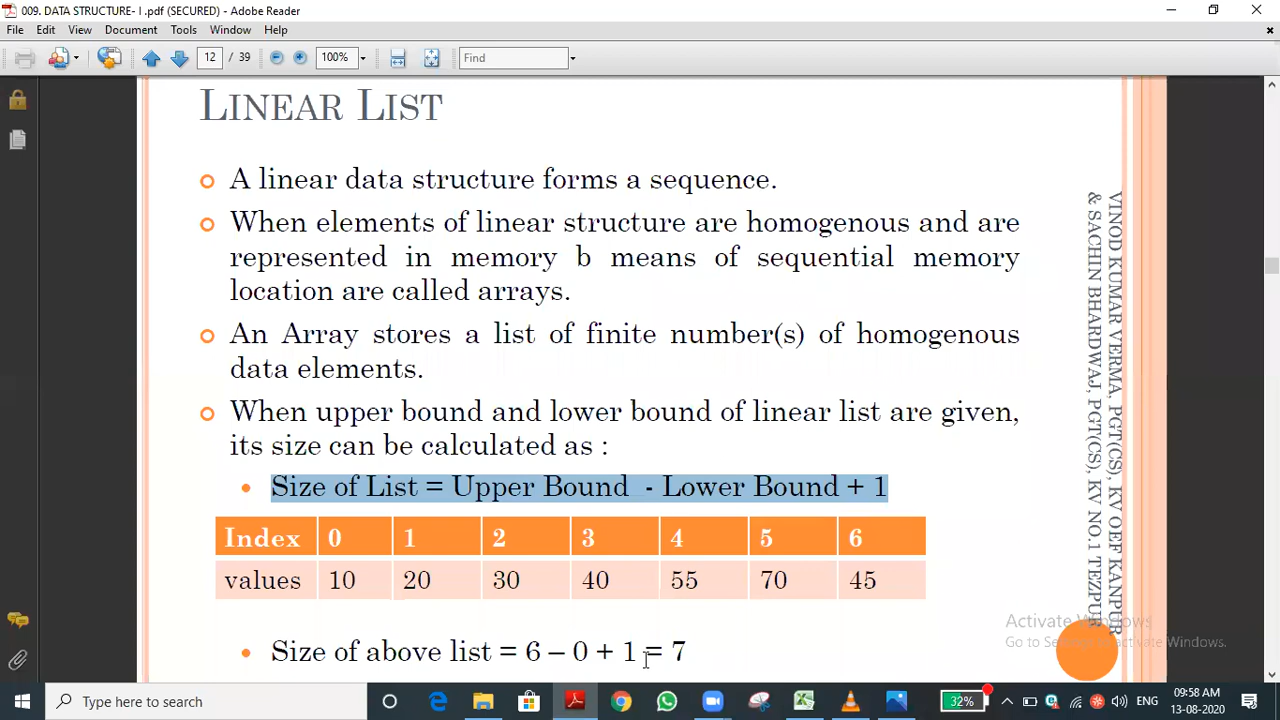 009. DATA STRUCTURE- I .pdf (SECURED) - Adobe Reader
File Edit View Document Tools Window Help
12 / 39 100% Find
LINEAR LIST
A linear data structure forms a sequence.
When elements of linear structure are homogenous and are
represented in memory b means of sequential memory
location are called arrays.
An Array stores a list of finite number(s) of homogenous
data elements.
When upper bound and lower bound of linear list are given,
its size can be calculated as :
Size of List = Upper Bound - Lower Bound + 1
Index 0 1 2 3 4 5 6
values 10 20 30 40 55 70 45
Size of above list = 6 – 0 + 1 = 7
VINOD KUMAR VERMA, PGT(CS), KV OEF KANPUR
& SACHIN BHARDWAJ, PGT(CS), KV NO.1 TEZPUR
Activate Windows
Go to Settings to activate Windows.
Type here to search
32%
ENG
09:58 AM
13-08-2020